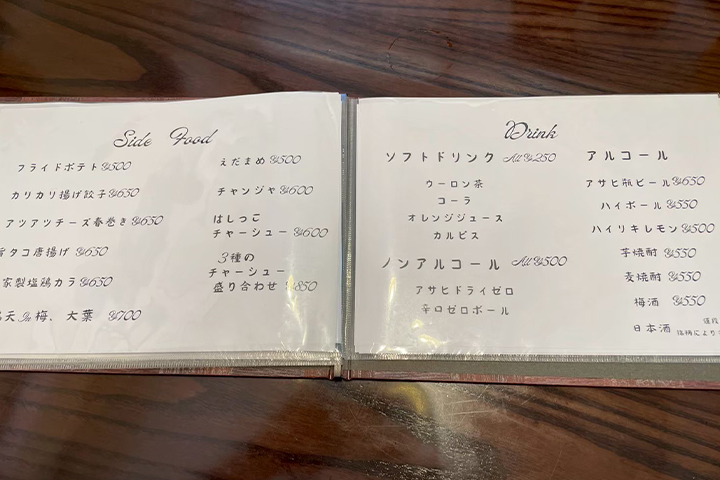 Side Food
フライドポテト ¥500
カリカリ揚げ餃子 ¥650
アツアツチーズ春巻き ¥650
タコ唐揚げ ¥650
家製塩鶏カラ ¥650
天 In 梅、大葉 ¥700
えだまめ ¥500
チャンジャ ¥600
はしっこ
チャーシュー ¥600
3種の
チャーシュー
盛り合わせ ¥850
Drink
ソフトドリンク All ¥250
ウーロン茶
コーラ
オレンジジュース
カルピス
ノンアルコール All ¥500
アサヒドライゼロ
辛口ゼロボール
アルコール
アサヒ瓶ビール ¥650
ハイボール ¥550
ハイリキレモン ¥500
芋焼酎 ¥550
麦焼酎 ¥550
梅酒 ¥550
日本酒